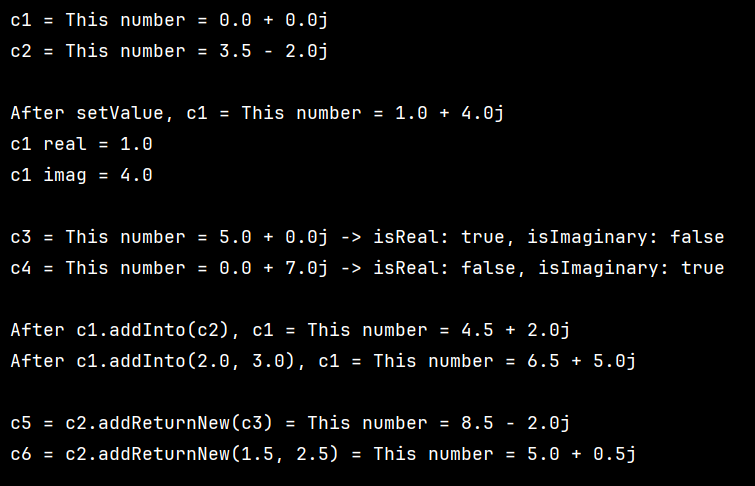 c1 = This number = 0.0 + 0.0j
c2 = This number = 3.5 - 2.0j
After setValue, c1 = This number = 1.0 + 4.0j
c1 real = 1.0
c1 imag = 4.0
c3 = This number = 5.0 + 0.0j -> isReal: true, isImaginary: false
c4 = This number = 0.0 + 7.0j -> isReal: false, isImaginary: true
After c1.addInto(c2), c1 = This number = 4.5 + 2.0j
After c1.addInto(2.0, 3.0), c1 = This number = 6.5 + 5.0j
c5 = c2.addReturnNew(c3) = This number = 8.5 - 2.0j
c6 = c2.addReturnNew(1.5, 2.5) = This number = 5.0 + 0.5j